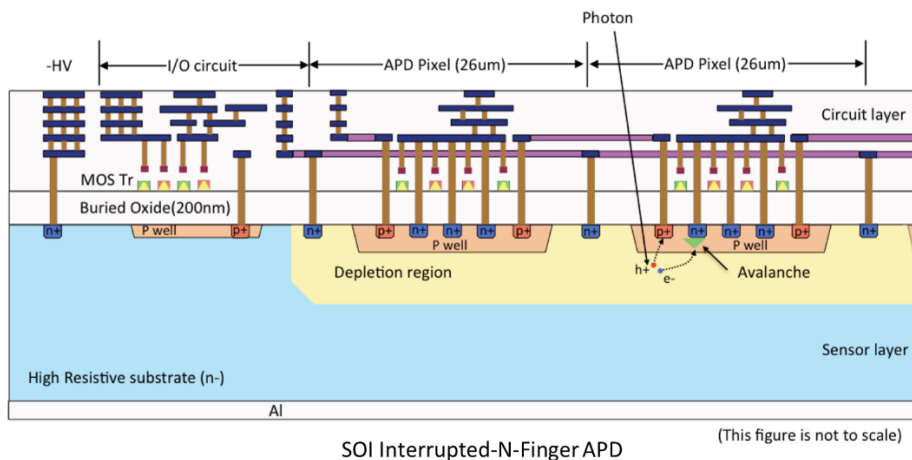 Photon
-HV
I/O circuit
APD Pixel (26um)
APD Pixel (26um)
Circuit layer
MOS Tr
Buried Oxide(200nm)
n+ p+ n+ p+ n+ n+ n+ p+ n+ p+ n+ n+ n+ p+ n+
P well
P well
P well
Depletion region
h+
e-
Avalanche
Sensor layer
High Resistive substrate (n-)
Al
(This figure is not to scale)
SOI Interrupted-N-Finger APD